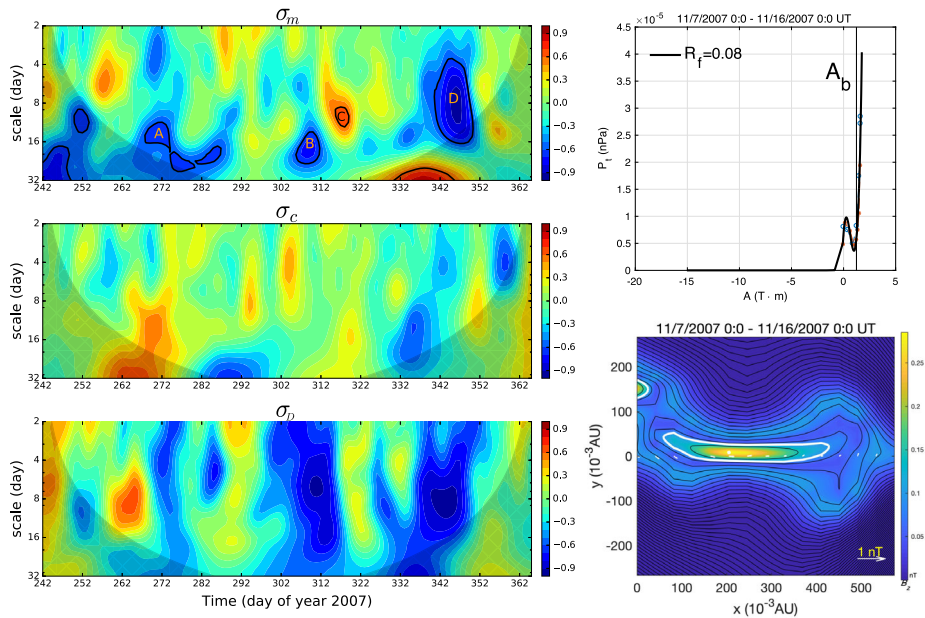 σm
scale (day)
2
4
8
16
32
A
B
C
D
242 252 262 272 282 292 302 312 322 332 342 352 362
0.9
0.6
0.3
0.0
−0.3
−0.6
−0.9
σc
scale (day)
2
4
8
16
32
242 252 262 272 282 292 302 312 322 332 342 352 362
0.9
0.6
0.3
0.0
−0.3
−0.6
−0.9
σp
scale (day)
2
4
8
16
32
242 252 262 272 282 292 302 312 322 332 342 352 362
0.9
0.6
0.3
0.0
−0.3
−0.6
−0.9
Time (day of year 2007)
×10⁻⁵
11/7/2007 0:0 - 11/16/2007 0:0 UT
Rf=0.08
Ab
Pt (nPa)
4.5
4
3.5
3
2.5
2
1.5
1
0.5
0
-20 -15 -10 -5 0 5
A (T · m)
11/7/2007 0:0 - 11/16/2007 0:0 UT
y (10⁻³AU)
200
100
0
-100
-200
1 nT
0 100 200 300 400 500
x (10⁻³AU)
0.25
0.2
0.15
0.1
0.05
nT
Bz